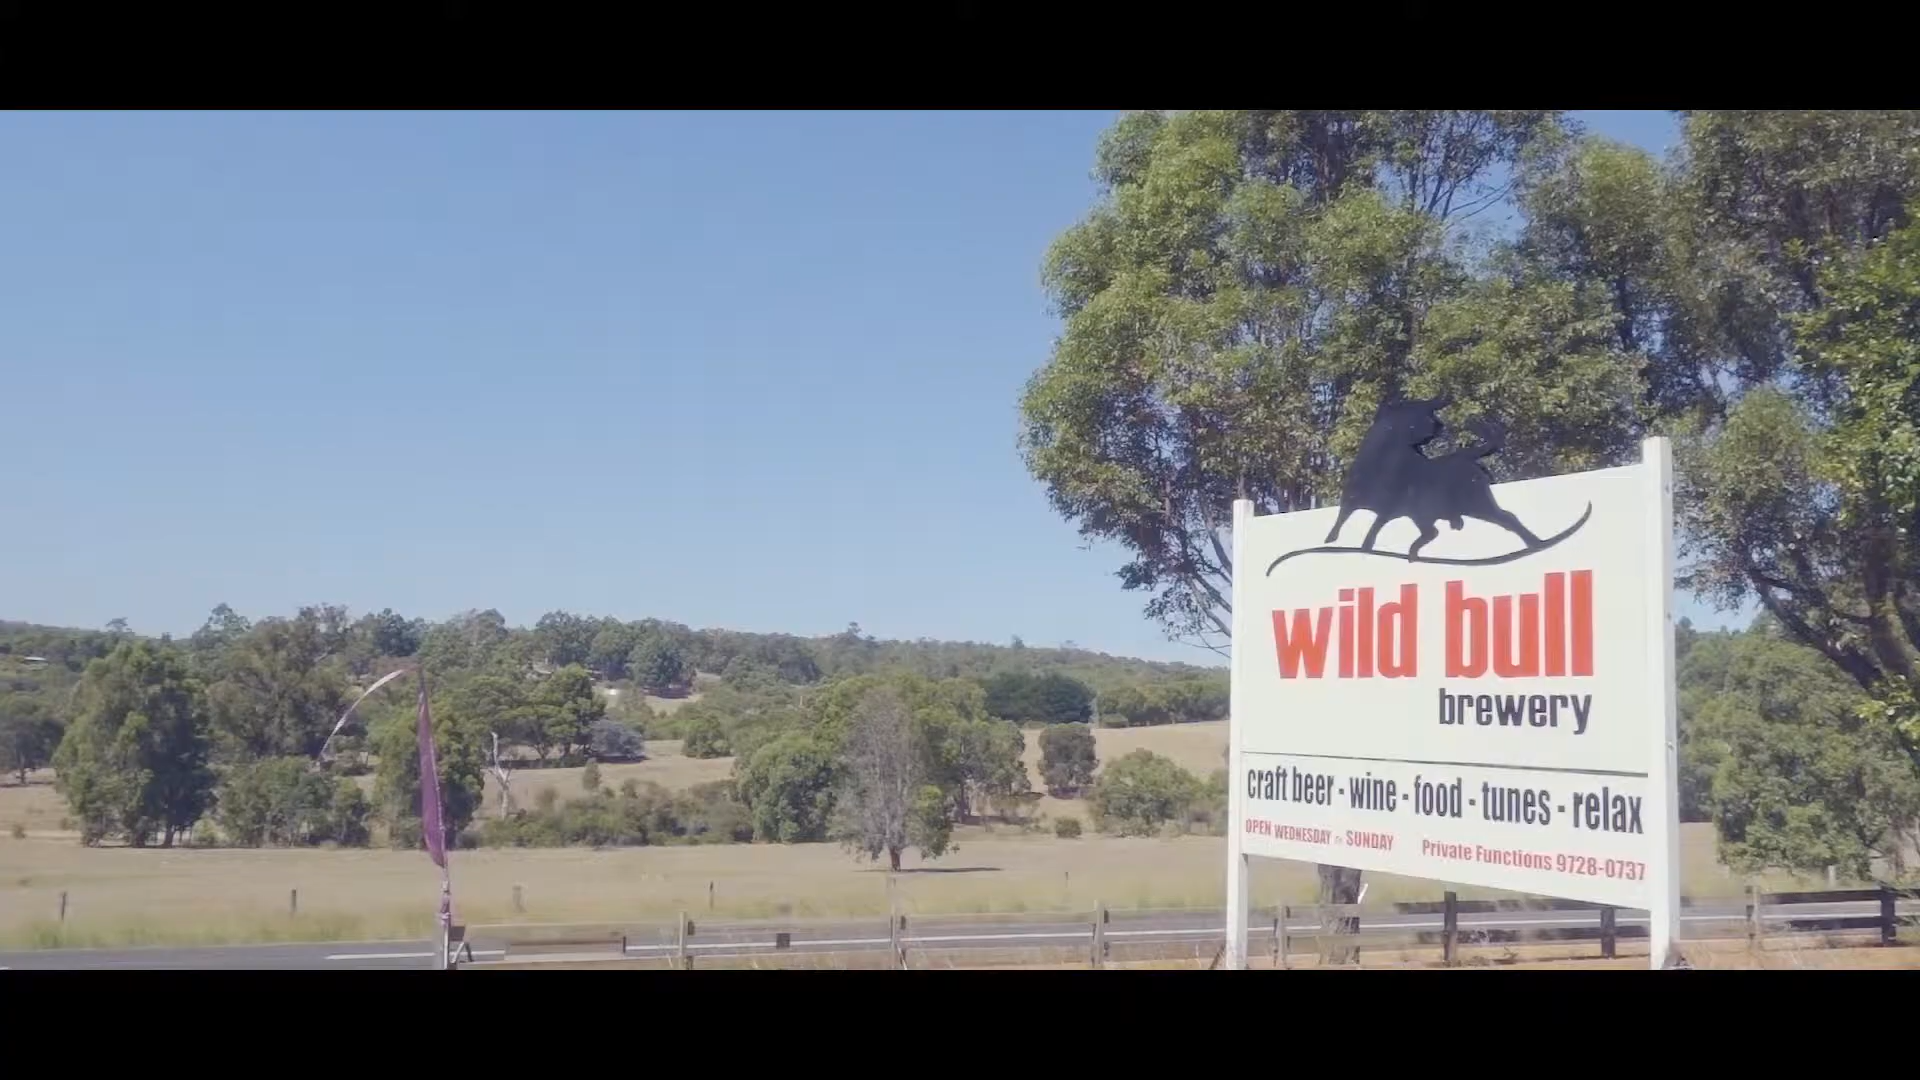 wild bull
brewery
craft beer - wine - food - tunes - relax
OPEN WEDNESDAY to SUNDAY Private Functions 9728-0737